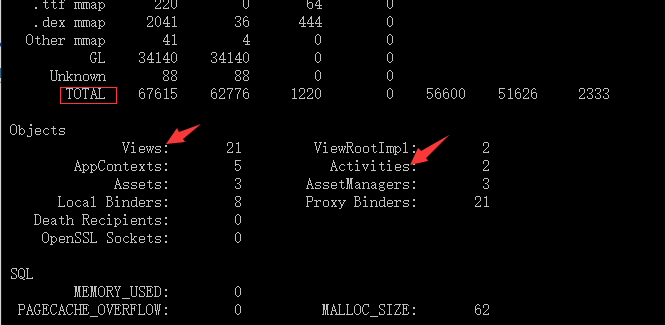 .ttf mmap 220 0 64 0
.dex mmap 2041 36 444 0
Other mmap 41 4 0 0
GL 34140 34140 0 0
Unknown 88 88 0 0
TOTAL 67615 62776 1220 0 56600 51626 2333
Objects
Views: 21 ViewRootImpl: 2
AppContexts: 5 Activities: 2
Assets: 3 AssetManagers: 3
Local Binders: 8 Proxy Binders: 21
Death Recipients: 0
OpenSSL Sockets: 0
SQL
MEMORY_USED: 0
PAGECACHE_OVERFLOW: 0 MALLOC_SIZE: 62